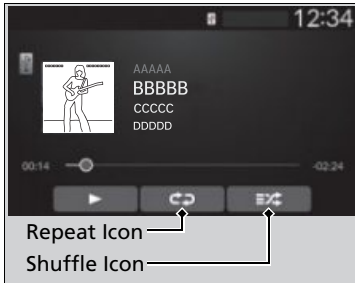 12:34
AAAAA
BBBBB
CCCCC
DDDDD
00:14
-02:24
Repeat Icon
Shuffle Icon